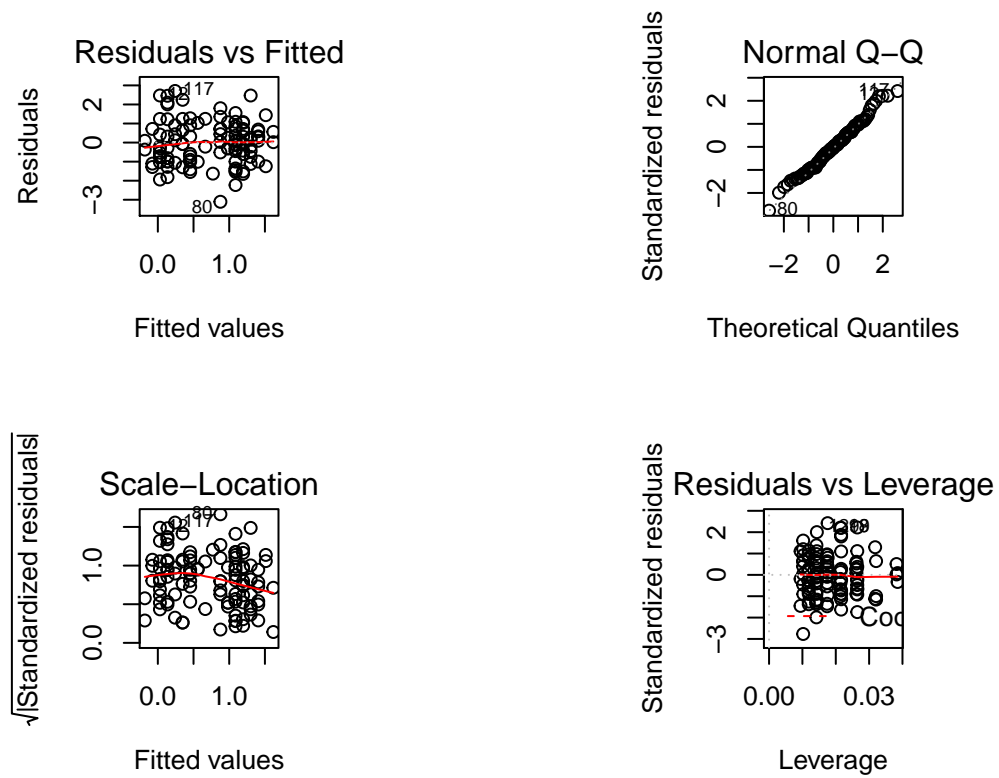 Residuals vs Fitted
Residuals
2
0
−3
117
80
0.0 1.0
Fitted values
Normal Q−Q
Standardized residuals
2
0
−2
80
−2 0 2
Theoretical Quantiles
Scale−Location
√|Standardized residuals|
1.0
0.0
117
0.0 1.0
Fitted values
Residuals vs Leverage
Standardized residuals
2
0
−3
Coo
0.00 0.03
Leverage